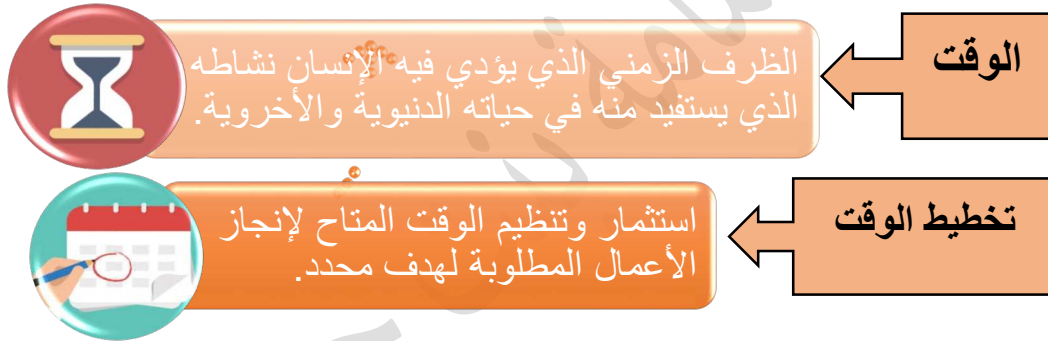 الوقت
الظرف الزمني الذي يؤدي فيه الإنسان نشاطه
الذي يستفيد منه في حياته الدنيوية والأخروية.
تخطيط الوقت
استثمار وتنظيم الوقت المتاح لإنجاز
الأعمال المطلوبة لهدف محدد.